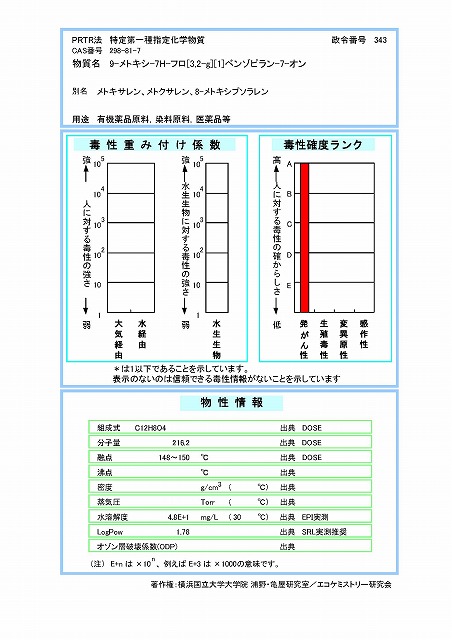 PRTR法 特定第一種指定化学物質 政令番号 343
CAS番号 298-81-7
物質名 9-メトキシ-7H-フロ[3,2-g][1]ベンゾピラン-7-オン
別名 メトキサレン、メトクサレン、8-メトキシプソラレン
用途 有機薬品原料，染料原料，医薬品等
毒性重み付け係数
強
人に対する毒性の強さ
弱
10^5
10^4
10^3
10^2
10
1
大気経由
水経由
強
水生生物に対する毒性の強さ
弱
10^5
10^4
10^3
10^2
10
1
水生生物
毒性確度ランク
高
人に対する毒性の確からしさ
低
A
B
C
D
E
発がん性
生殖毒性
変異原性
感作性
＊は1以下であることを示しています。
表示のないのは信頼できる毒性情報がないことを示しています
物性情報
組成式 C12H8O4 出典 DOSE
分子量 216.2 出典 DOSE
融点 148～150 ℃ 出典 DOSE
沸点 ℃ 出典
密度 g/cm3 ( ℃) 出典
蒸気圧 Torr ( ℃) 出典
水溶解度 4.8E+1 mg/L (30 ℃) 出典 EPI実測
LogPow 1.78 出典 SRL実測推奨
オゾン層破壊係数(ODP) 出典
(注) E+n は ×10^n、例えば E+3 は ×1000の意味です。
著作権:横浜国立大学大学院 浦野・亀屋研究室／エコケミストリー研究会